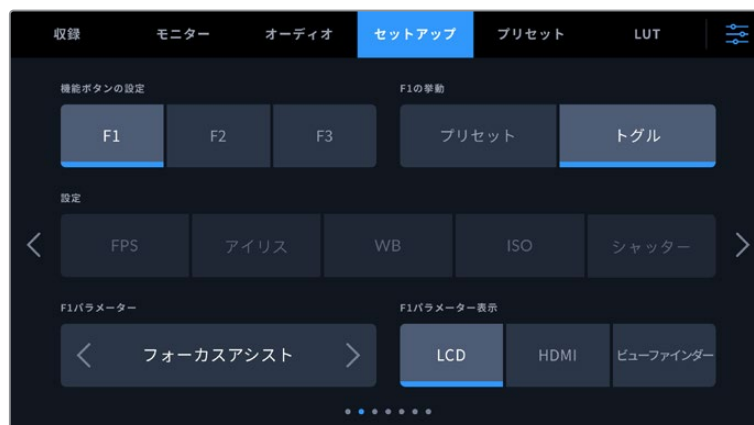 収録 モニター オーディオ セットアップ プリセット LUT
機能ボタンの設定 F1の挙動
F1 F2 F3 プリセット トグル
設定
FPS アイリス WB ISO シャッター
F1パラメーター F1パラメーター表示
フォーカスアシスト LCD HDMI ビューファインダー